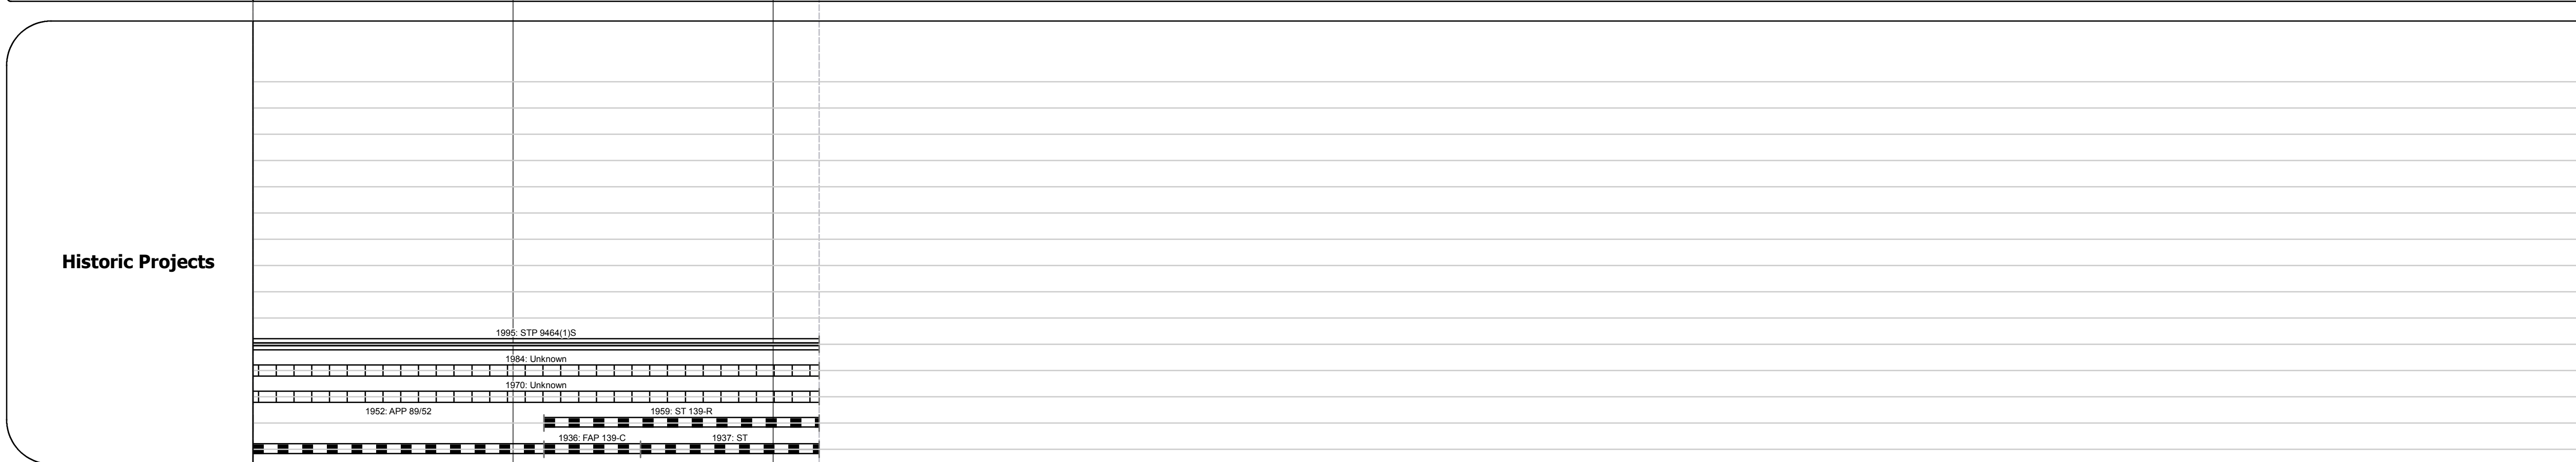 Historic Projects
1995: STP 9464(1)S
1984: Unknown
1970: Unknown
1952: APP 89/52
1959: ST 139-R
1936: FAP 139-C
1937: ST